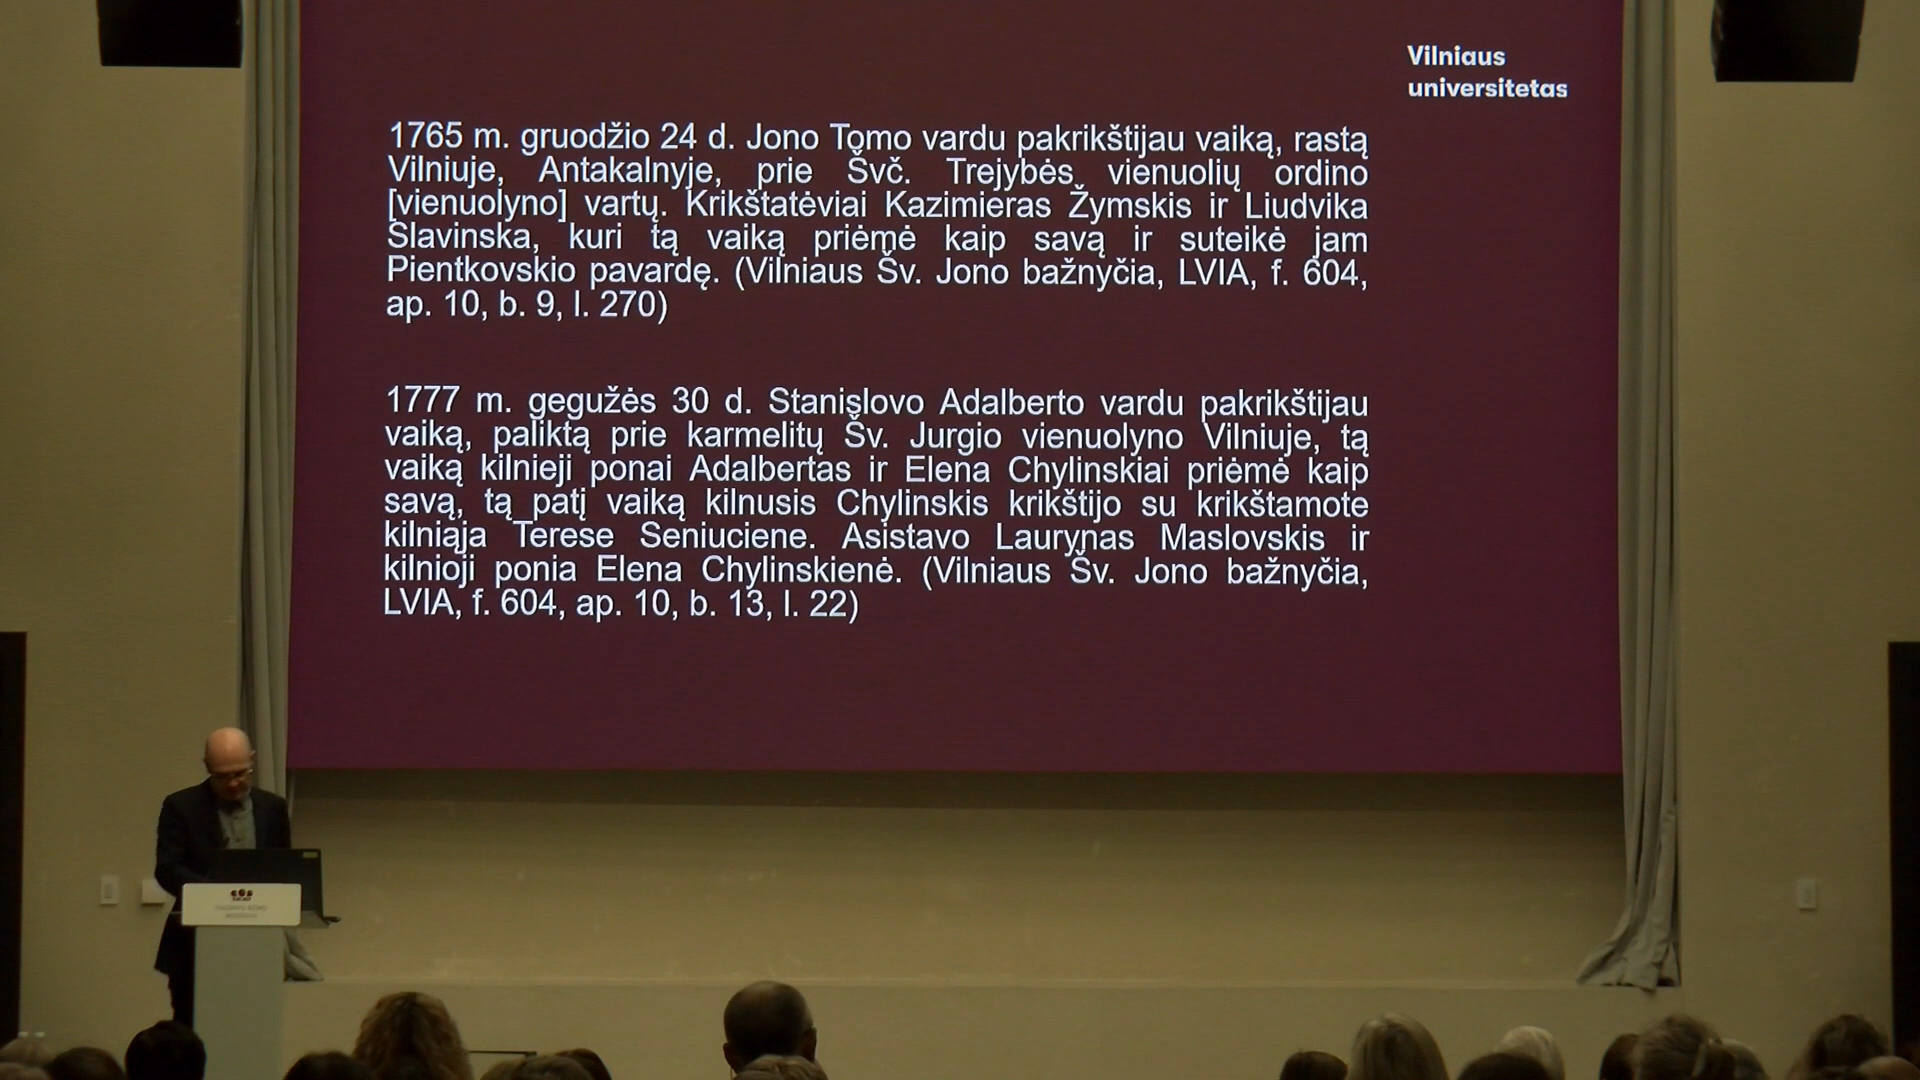 Vilniaus
universitetas
1765 m. gruodžio 24 d. Jono Tomo vardu pakrikštijau vaiką, rastą
Vilniuje, Antakalnyje, prie Švč. Trejybės vienuolių ordino
[vienuolyno] vartų. Krikštatėviai Kazimieras Žymskis ir Liudvika
Slavinska, kuri tą vaiką priėmė kaip savą ir suteikė jam
Pientkovskio pavardę. (Vilniaus Šv. Jono bažnyčia, LVIA, f. 604,
ap. 10, b. 9, l. 270)
1777 m. gegužės 30 d. Stanislovo Adalberto vardu pakrikštijau
vaiką, paliktą prie karmelitų Šv. Jurgio vienuolyno Vilniuje, tą
vaiką kilnieji ponai Adalbertas ir Elena Chylinskiai priėmė kaip
savą, tą patį vaiką kilnusis Chylinskis krikštijo su krikštamote
kilniąja Terese Seniuciene. Asistavo Laurynas Maslovskis ir
kilnioji ponia Elena Chylinskienė. (Vilniaus Šv. Jono bažnyčia,
LVIA, f. 604, ap. 10, b. 13, l. 22)